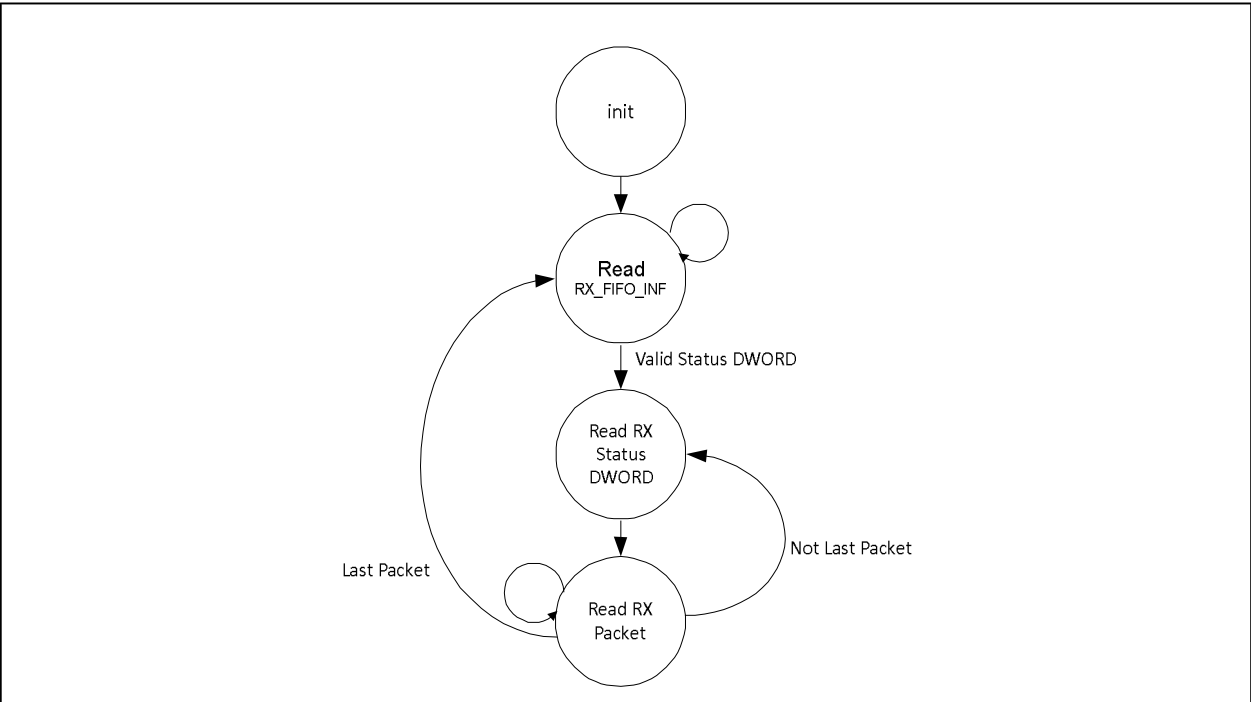 init
Read
RX_FIFO_INF
Valid Status DWORD
Read RX
Status
DWORD
Not Last Packet
Last Packet
Read RX
Packet